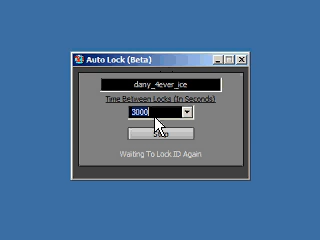 Auto Lock (Beta)
dany_4ever_ice
Time Between Locks (In Seconds)
3000
Stop
Waiting To Lock ID Again